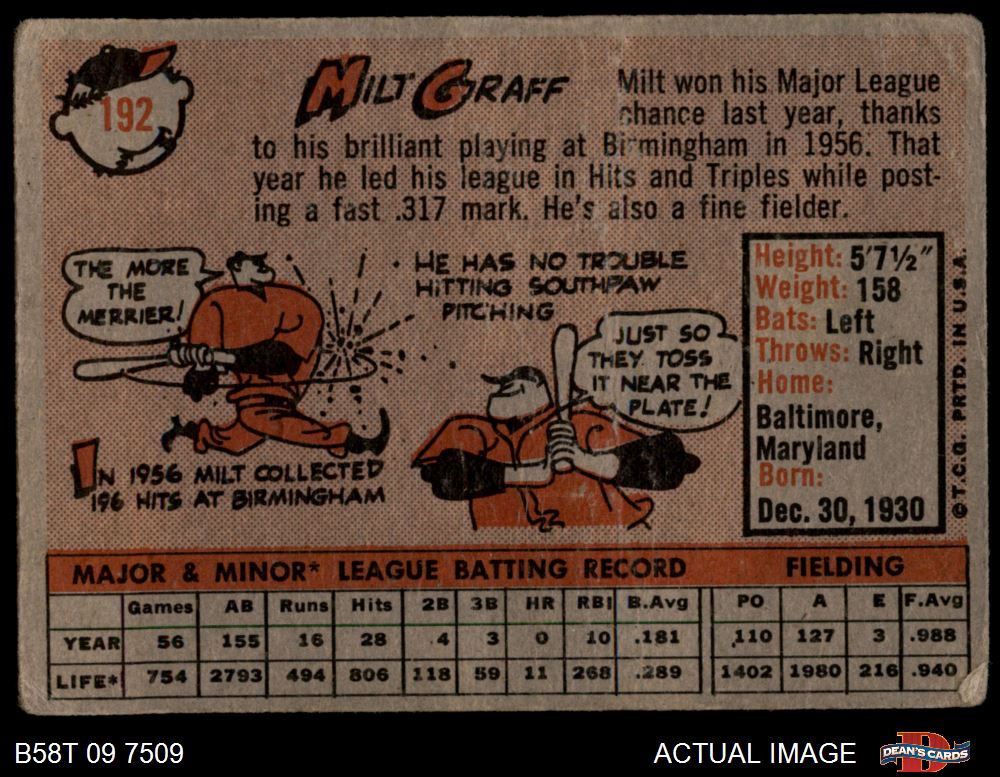 192
MILT GRAFF
Milt won his Major League
chance last year, thanks
to his brilliant playing at Birmingham in 1956. That
year he led his league in Hits and Triples while post-
ing a fast .317 mark. He's also a fine fielder.
THE MORE
THE
MERRIER!
HE HAS NO TROUBLE
HITTING SOUTHPAW
PITCHING
JUST SO
THEY TOSS
IT NEAR THE
PLATE!
IN 1956 MILT COLLECTED
196 HITS AT BIRMINGHAM
Height: 5'7½"
Weight: 158
Bats: Left
Throws: Right
Home:
Baltimore,
Maryland
Born:
Dec. 30, 1930
©T.C.G. PRTD. IN U.S.A.
MAJOR & MINOR* LEAGUE BATTING RECORD FIELDING
Games AB Runs Hits 2B 3B HR RBI B.Avg PO A E F.Avg
YEAR 56 155 16 28 4 3 0 10 .181 110 127 3 .988
LIFE* 754 2793 494 806 118 59 11 268 .289 1402 1980 216 .940
B58T 09 7509
ACTUAL IMAGE
DEAN'S CARDS